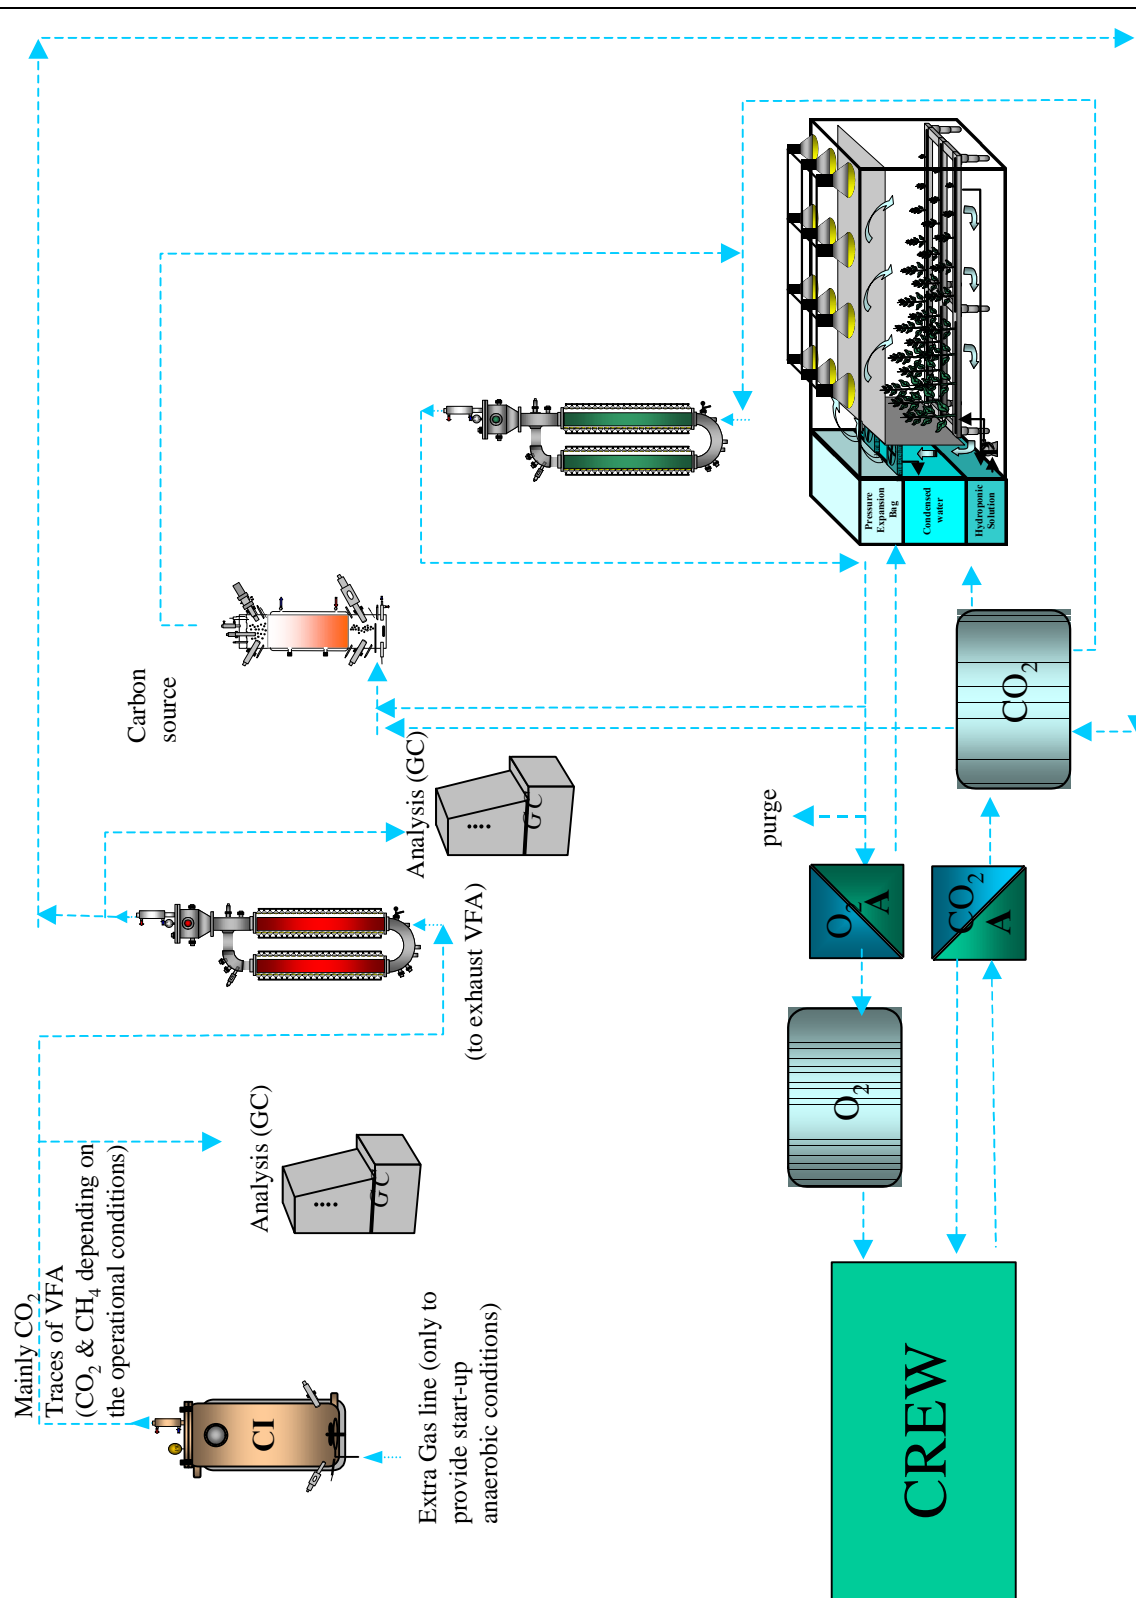 Mainly CO2
Traces of VFA
(CO2 & CH4 depending on
the operational conditions)
CI
Extra Gas line (only to
provide start-up
anaerobic conditions)
Analysis (GC)
GC
(to exhaust VFA)
Analysis (GC)
GC
Carbon
source
purge
Pressure
Expansion
Bag
Condensed
water
Hydroponic
Solution
O2
A
CO2
A
O2
CO2
CREW